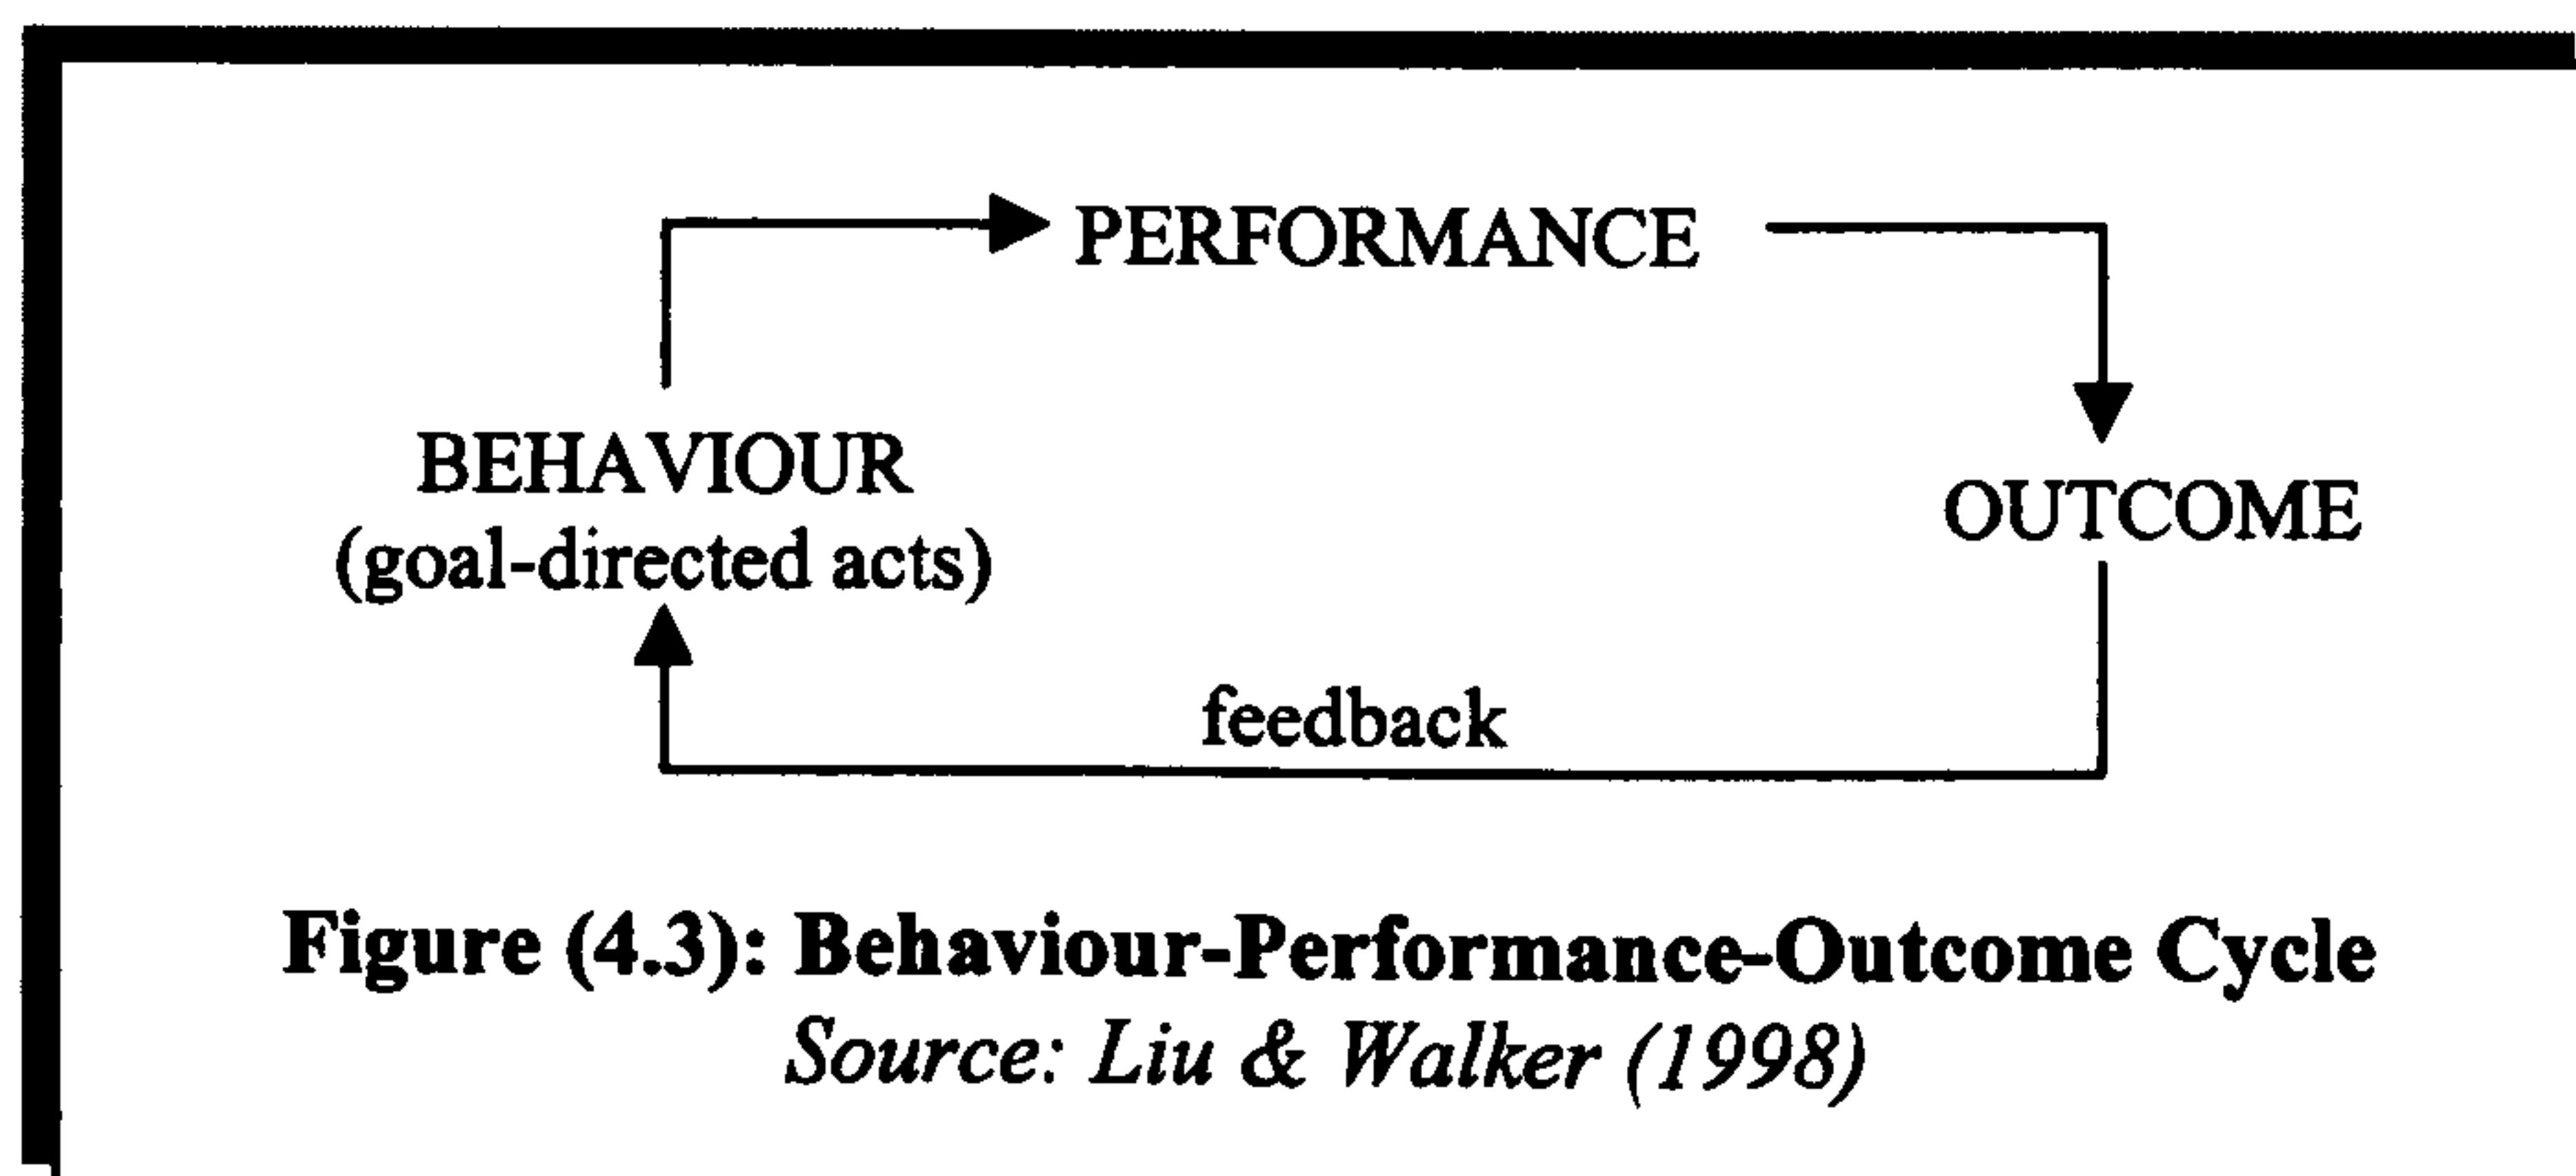 PERFORMANCE
BEHAVIOUR
(goal-directed acts)
OUTCOME
feedback
Figure (4.3): Behaviour-Performance-Outcome Cycle
Source: Liu & Walker (1998)